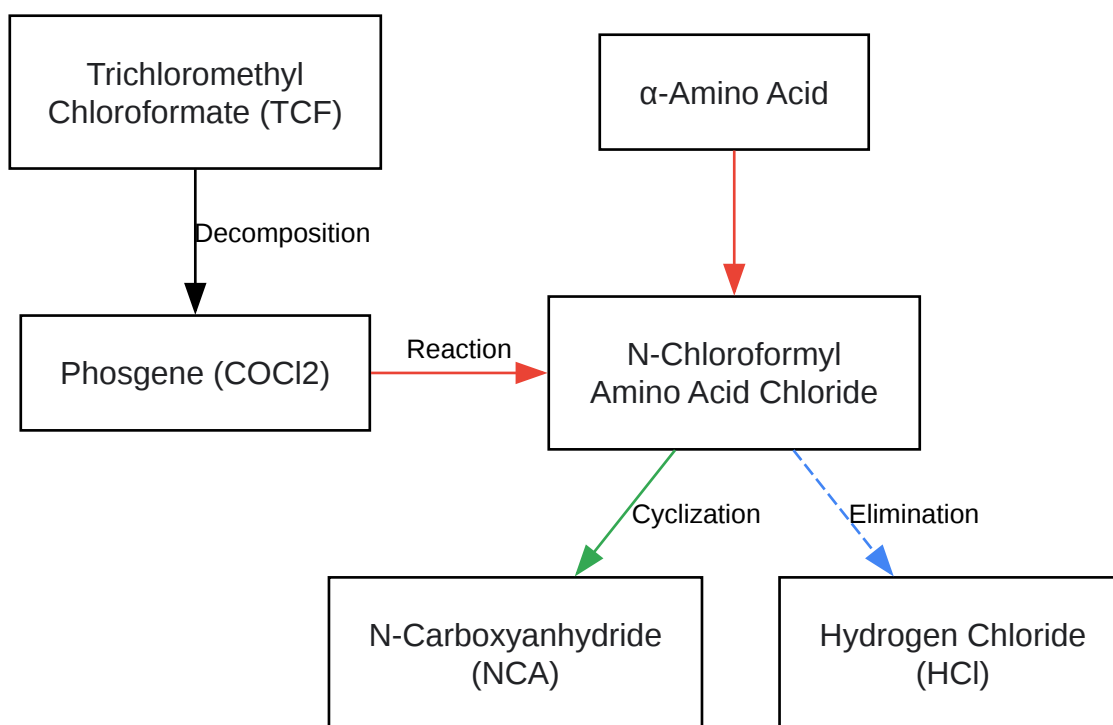 Trichloromethyl
Chloroformate (TCF)
α-Amino Acid
Decomposition
Phosgene (COCl2)
Reaction
N-Chloroformyl
Amino Acid Chloride
Cyclization
Elimination
N-Carboxyanhydride
(NCA)
Hydrogen Chloride
(HCl)